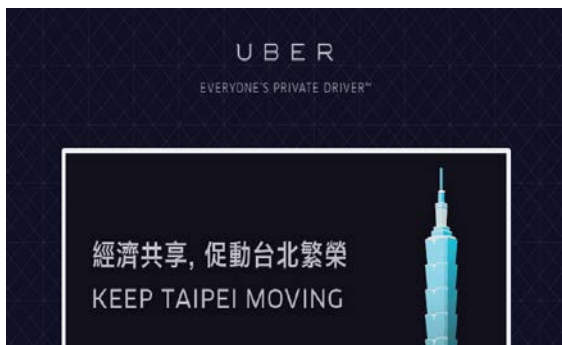 UBER
EVERYONE'S PRIVATE DRIVER™
經濟共享, 促動台北繁榮
KEEP TAIPEI MOVING